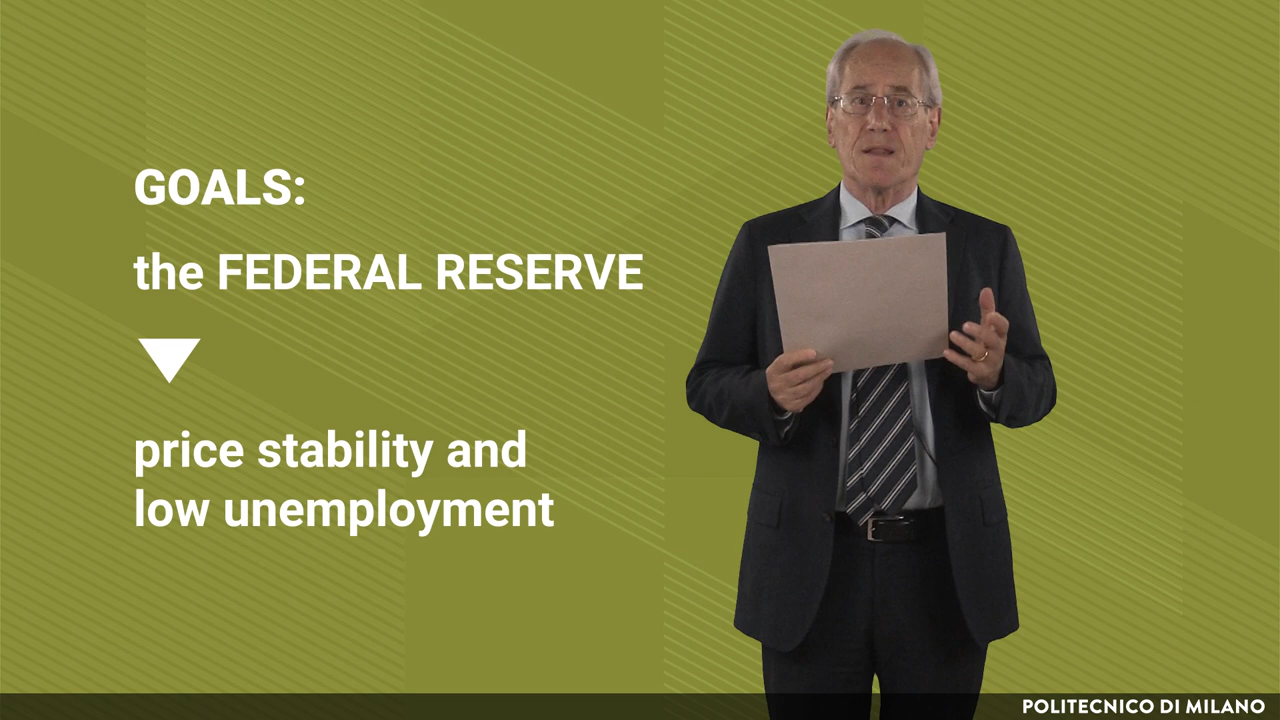 GOALS:
the FEDERAL RESERVE
price stability and
low unemployment
POLITECNICO DI MILANO